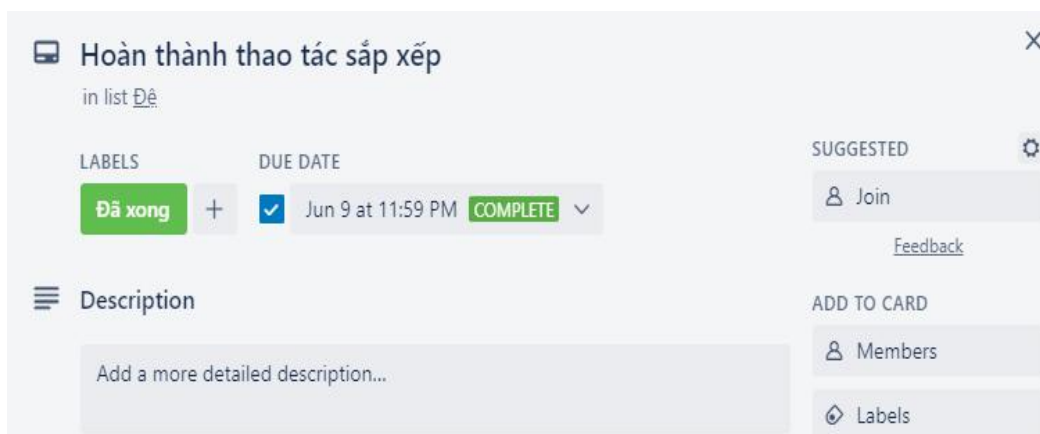 Hoàn thành thao tác sắp xếp
in list Đệ
LABELS
DUE DATE
Đã xong
Jun 9 at 11:59 PM COMPLETE
Description
Add a more detailed description...
SUGGESTED
Join
Feedback
ADD TO CARD
Members
Labels